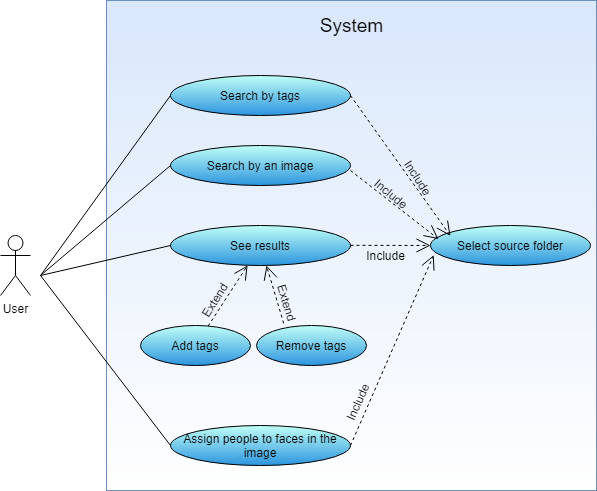 System
Search by tags
Include
Search by an image
Include
See results
Include
Select source folder
User
Extend
Extend
Add tags
Remove tags
Include
Assign people to faces in the
image